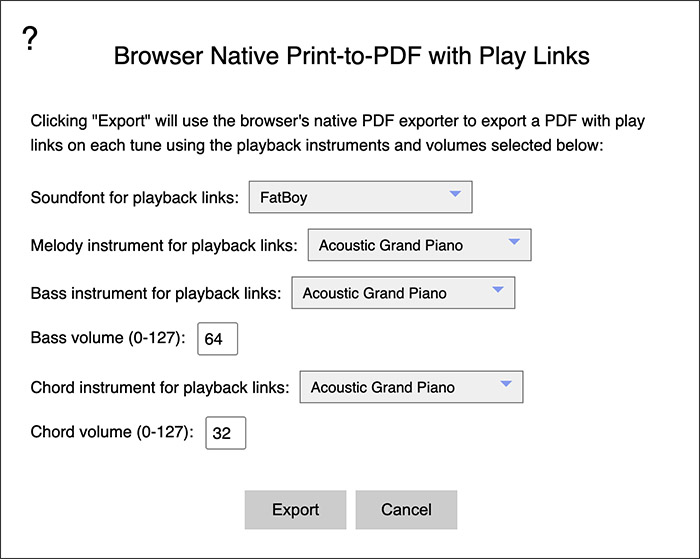 ?
Browser Native Print-to-PDF with Play Links
Clicking "Export" will use the browser's native PDF exporter to export a PDF with play
links on each tune using the playback instruments and volumes selected below:
Soundfont for playback links: FatBoy
Melody instrument for playback links: Acoustic Grand Piano
Bass instrument for playback links: Acoustic Grand Piano
Bass volume (0-127): 64
Chord instrument for playback links: Acoustic Grand Piano
Chord volume (0-127): 32
Export Cancel